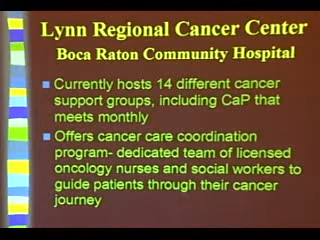 Lynn Regional Cancer Center
Boca Raton Community Hospital
Currently hosts 14 different cancer
support groups, including CaP that
meets monthly
Offers cancer care coordination
program- dedicated team of licensed
oncology nurses and social workers to
guide patients through their cancer
journey